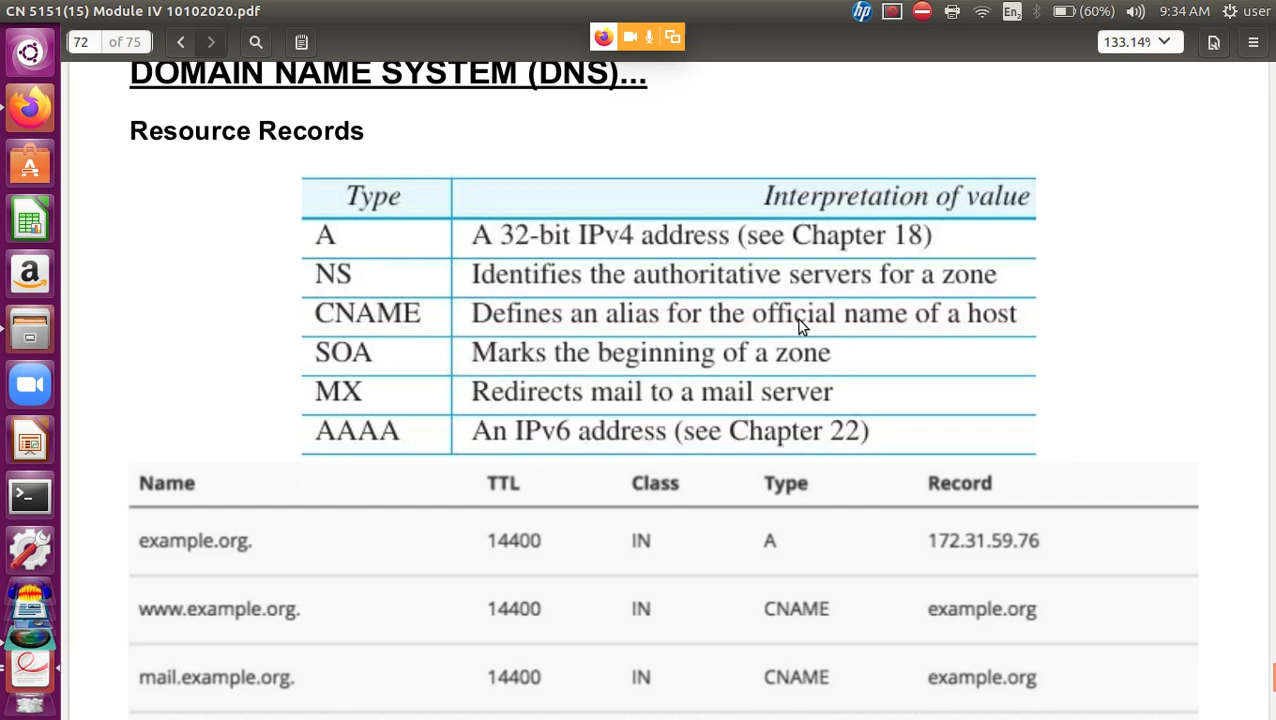 CN 5151(15) Module IV 10102020.pdf
En2
(60%)
9:34 AM
user
72 of 75
133.14%
DOMAIN NAME SYSTEM (DNS)...
Resource Records
Type Interpretation of value
A A 32-bit IPv4 address (see Chapter 18)
NS Identifies the authoritative servers for a zone
CNAME Defines an alias for the official name of a host
SOA Marks the beginning of a zone
MX Redirects mail to a mail server
AAAA An IPv6 address (see Chapter 22)
Name TTL Class Type Record
example.org. 14400 IN A 172.31.59.76
www.example.org. 14400 IN CNAME example.org
mail.example.org. 14400 IN CNAME example.org